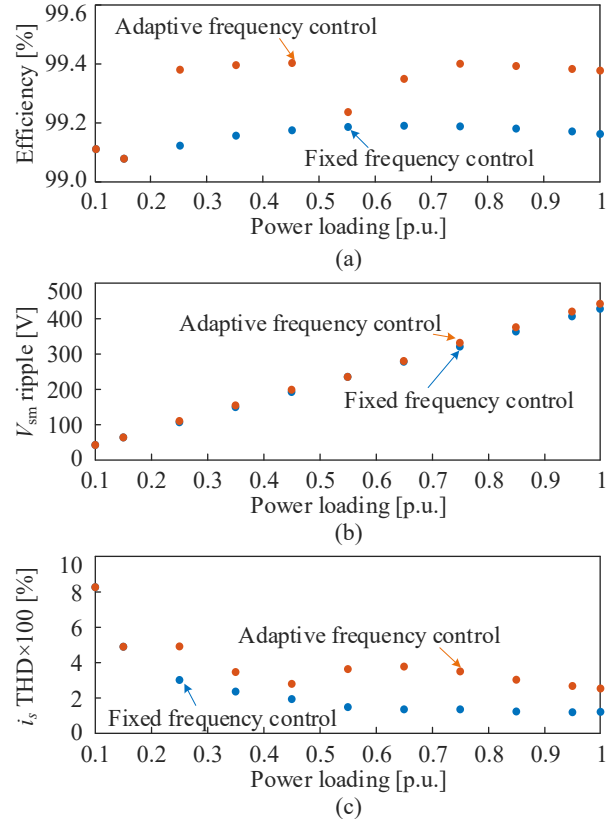 Efficiency [%]
99.6
99.4
99.2
99.0
Adaptive frequency control
Fixed frequency control
0.1 0.2 0.3 0.4 0.5 0.6 0.7 0.8 0.9 1
Power loading [p.u.]
(a)
Vsm ripple [V]
500
400
300
200
100
0
Adaptive frequency control
Fixed frequency control
0.1 0.2 0.3 0.4 0.5 0.6 0.7 0.8 0.9 1
Power loading [p.u.]
(b)
is THD×100 [%]
10
8
6
4
2
0
Adaptive frequency control
Fixed frequency control
0.1 0.2 0.3 0.4 0.5 0.6 0.7 0.8 0.9 1
Power loading [p.u.]
(c)